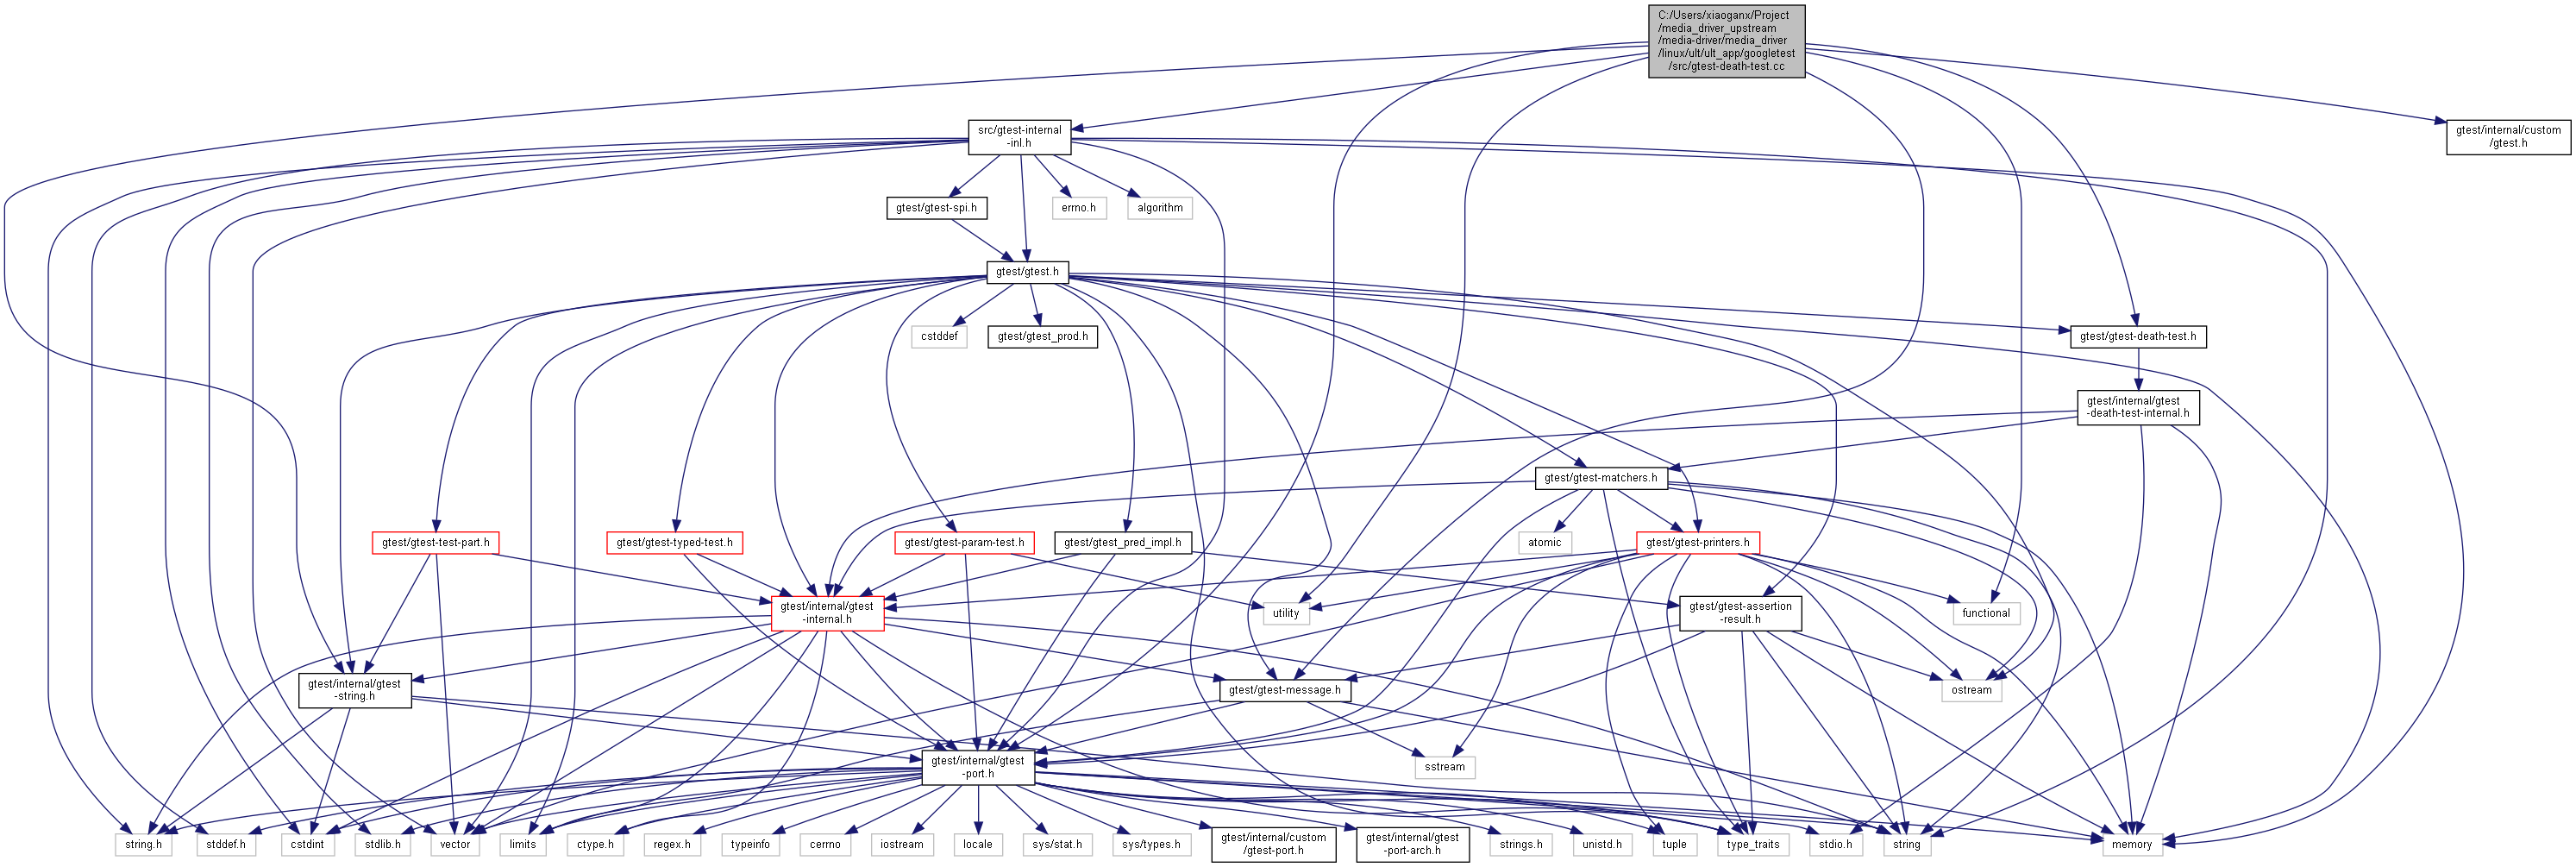 C:/Users/xiaoganx/Project
/media_driver_upstream
/media-driver/media_driver
/linux/ult/ult_app/googletest
/src/gtest-death-test.cc
src/gtest-internal
-inl.h
gtest/internal/custom
/gtest.h
gtest/gtest-spi.h
errno.h
algorithm
gtest/gtest.h
cstddef
gtest/gtest_prod.h
gtest/gtest-death-test.h
gtest/internal/gtest
-death-test-internal.h
gtest/gtest-matchers.h
gtest/gtest-test-part.h
gtest/gtest-typed-test.h
gtest/gtest-param-test.h
gtest/gtest_pred_impl.h
atomic
gtest/gtest-printers.h
gtest/internal/gtest
-internal.h
utility
gtest/gtest-assertion
-result.h
functional
gtest/internal/gtest
-string.h
gtest/gtest-message.h
ostream
gtest/internal/gtest
-port.h
sstream
string.h
stddef.h
cstdint
stdlib.h
vector
limits
ctype.h
regex.h
typeinfo
cerrno
iostream
locale
sys/stat.h
sys/types.h
gtest/internal/custom
/gtest-port.h
gtest/internal/gtest
-port-arch.h
strings.h
unistd.h
tuple
type_traits
stdio.h
string
memory